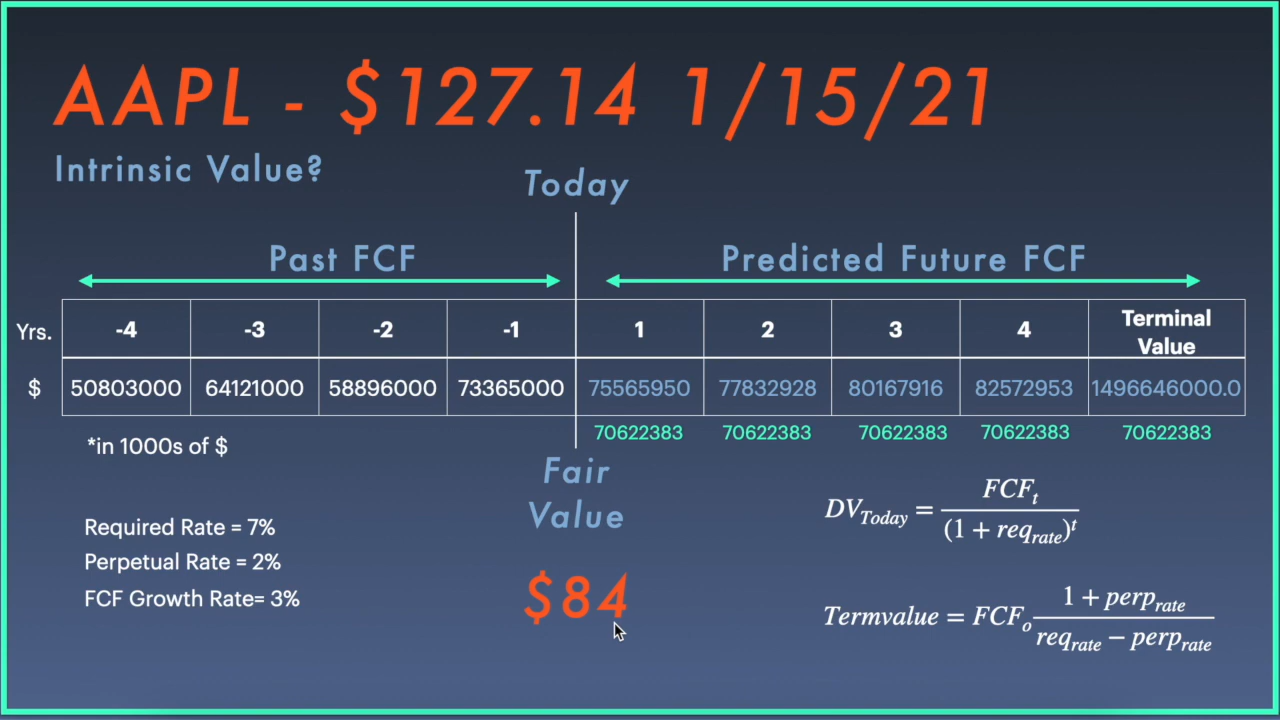 AAPL - $127.14 1/15/21
Intrinsic Value?
Today
Past FCF
Predicted Future FCF
Yrs. -4 -3 -2 -1 1 2 3 4 Terminal Value
$ 50803000 64121000 58896000 73365000 75565950 77832928 80167916 82572953 1496646000.0
70622383 70622383 70622383 70622383 70622383
*in 1000s of $
Fair
Value
$84
Required Rate = 7%
Perpetual Rate = 2%
FCF Growth Rate= 3%
DV_Today = FCF_t / (1 + req_rate)^t
Termvalue = FCF_o (1 + perp_rate) / (req_rate − perp_rate)